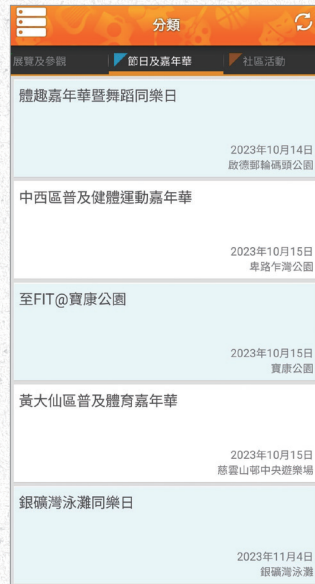 分類
展覽及參觀
節日及嘉年華
社區活動
體趣嘉年華暨舞蹈同樂日
2023年10月14日
啟德郵輪碼頭公園
中西區普及健體運動嘉年華
2023年10月15日
卑路乍灣公園
至FIT@寶康公園
2023年10月15日
寶康公園
黃大仙區普及體育嘉年華
2023年10月15日
慈雲山邨中央遊樂場
銀礦灣泳灘同樂日
2023年11月4日
銀礦灣泳灘